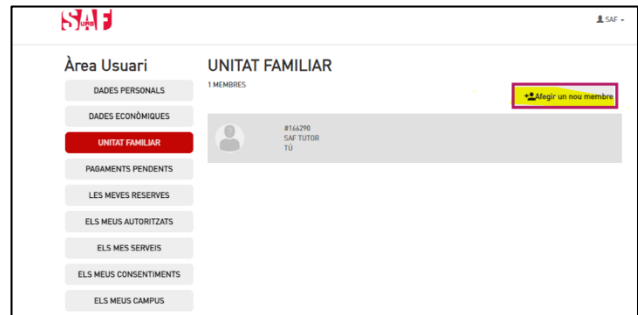 SAF
UAB
SAF
Àrea Usuari
DADES PERSONALS
DADES ECONÒMIQUES
UNITAT FAMILIAR
PAGAMENTS PENDENTS
LES MEVES RESERVES
ELS MEUS AUTORITZATS
ELS MES SERVEIS
ELS MEUS CONSENTIMENTS
ELS MEUS CAMPUS
UNITAT FAMILIAR
1 MEMBRES
Afegir un nou membre
#166290
SAF TUTOR
TÚ